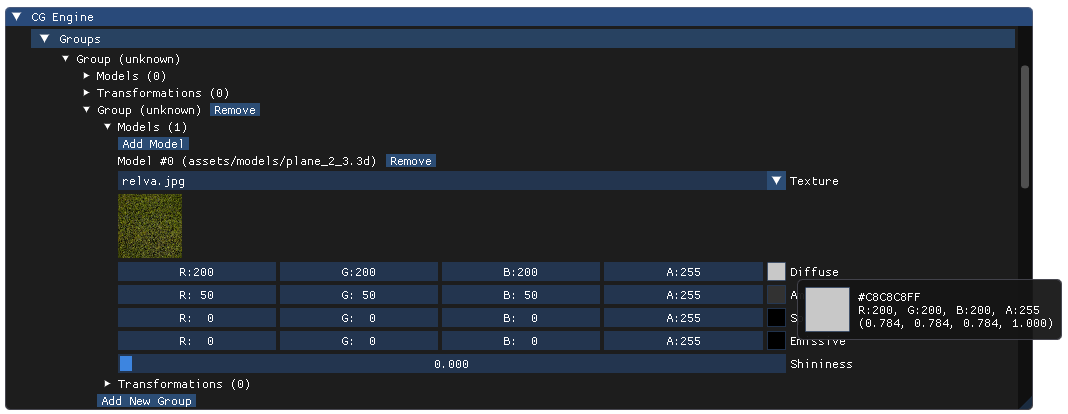 CG Engine
Groups
Group (unknown)
Models (0)
Transformations (0)
Group (unknown) Remove
Models (1)
Add Model
Model #0 (assets/models/plane_2_3.3d) Remove
relva.jpg Texture
R:200 G:200 B:200 A:255 Diffuse
#C8C8C8FF
R: 50 G: 50 B: 50 A:255 A
R:200, G:200, B:200, A:255
R: 0 G: 0 B: 0 A:255 S
(0.784, 0.784, 0.784, 1.000)
R: 0 G: 0 B: 0 A:255 Emissive
0.000 Shininess
Transformations (0)
Add New Group